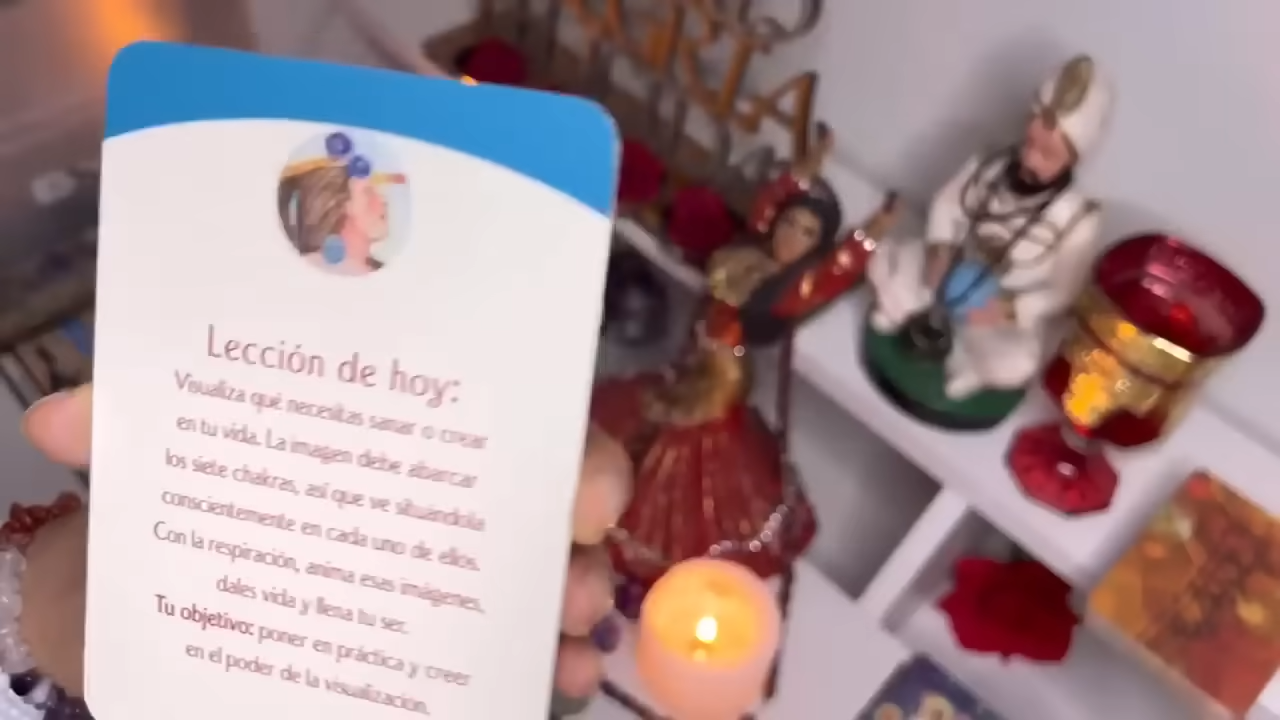 Lección de hoy:
Visualiza qué necesitas sanar o crear
en tu vida. La imagen debe abarcar
los siete chakras, así que ve situándola
conscientemente en cada uno de ellos.
Con la respiración, anima esas imágenes,
dales vida y llena tu ser.
Tu objetivo: poner en práctica y creer
en el poder de la visualización.